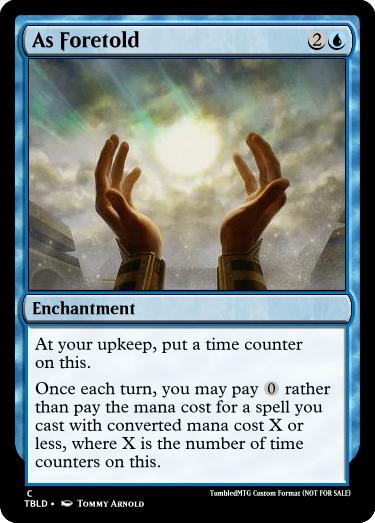 As Foretold 2
Enchantment
At your upkeep, put a time counter
on this.
Once each turn, you may pay 0 rather
than pay the mana cost for a spell you
cast with converted mana cost X or
less, where X is the number of time
counters on this.
C
TBLD • Tommy Arnold
TumbledMTG Custom Format (NOT FOR SALE)